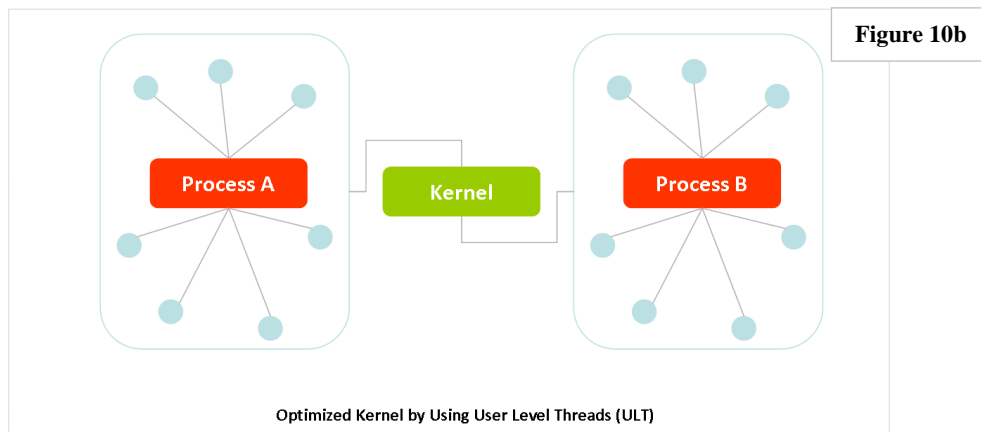 Figure 10b
Process A
Kernel
Process B
Optimized Kernel by Using User Level Threads (ULT)